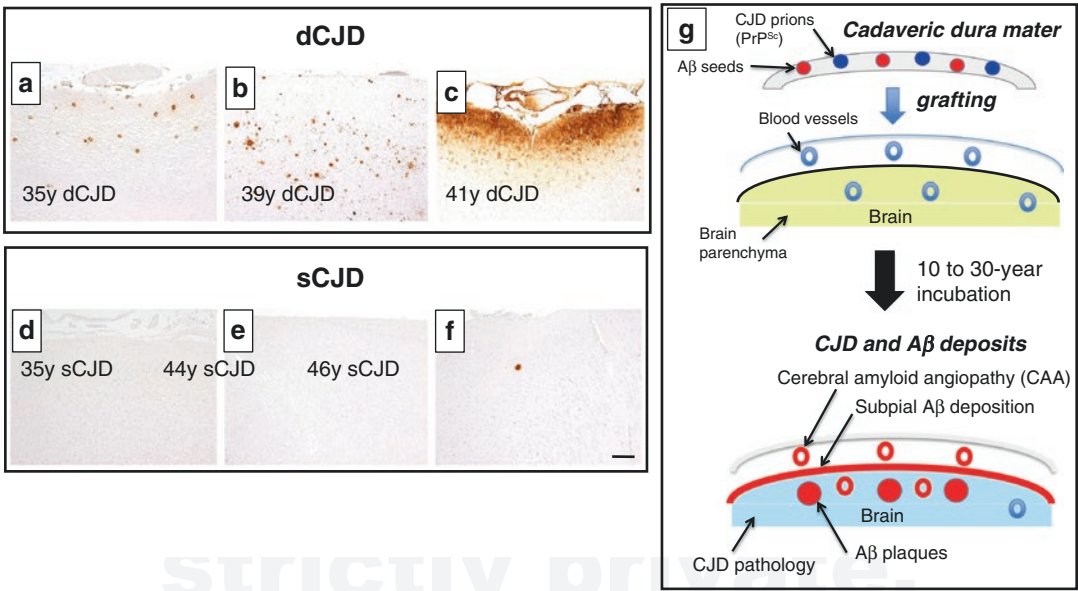 dCJD
a
b
c
35y dCJD
39y dCJD
41y dCJD
sCJD
d
e
f
35y sCJD
44y sCJD
46y sCJD
g
CJD prions
(PrPSc)
Cadaveric dura mater
Aβ seeds
grafting
Blood vessels
Brain
Brain
parenchyma
10 to 30-year
incubation
CJD and Aβ deposits
Cerebral amyloid angiopathy (CAA)
Subpial Aβ deposition
Brain
Aβ plaques
CJD pathology
strictly private.